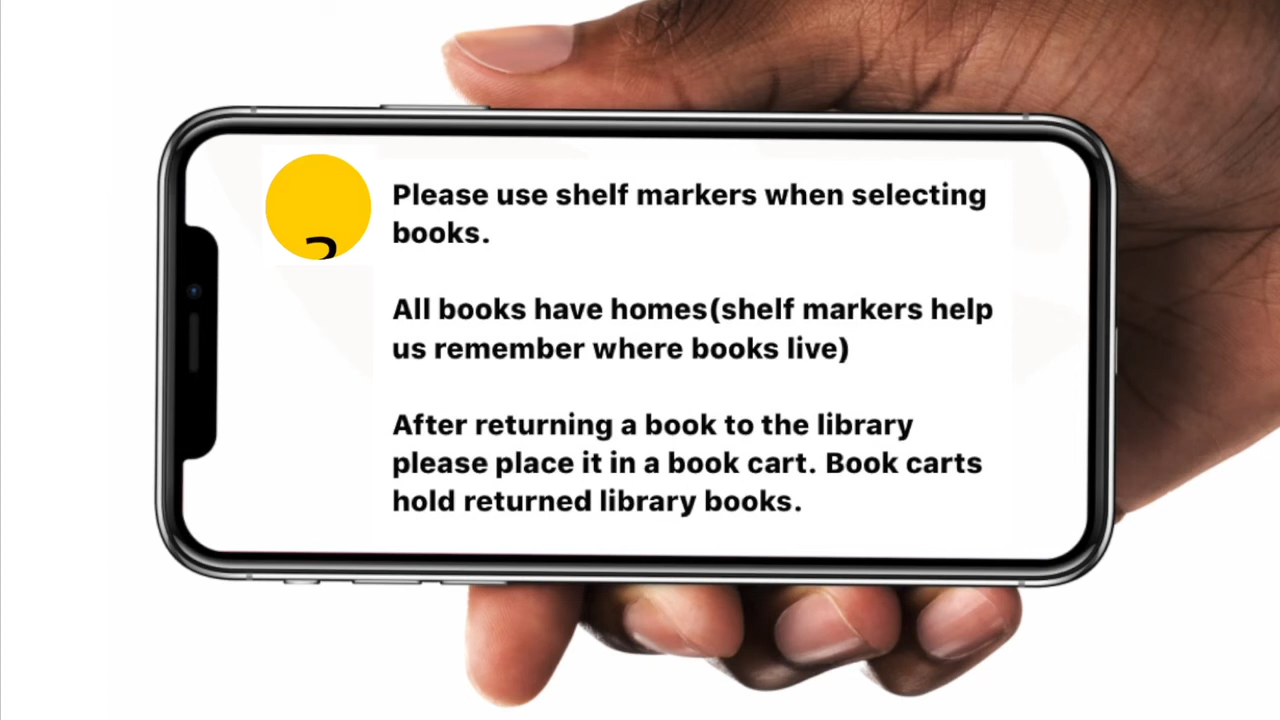 Please use shelf markers when selecting
books.
All books have homes(shelf markers help
us remember where books live)
After returning a book to the library
please place it in a book cart. Book carts
hold returned library books.